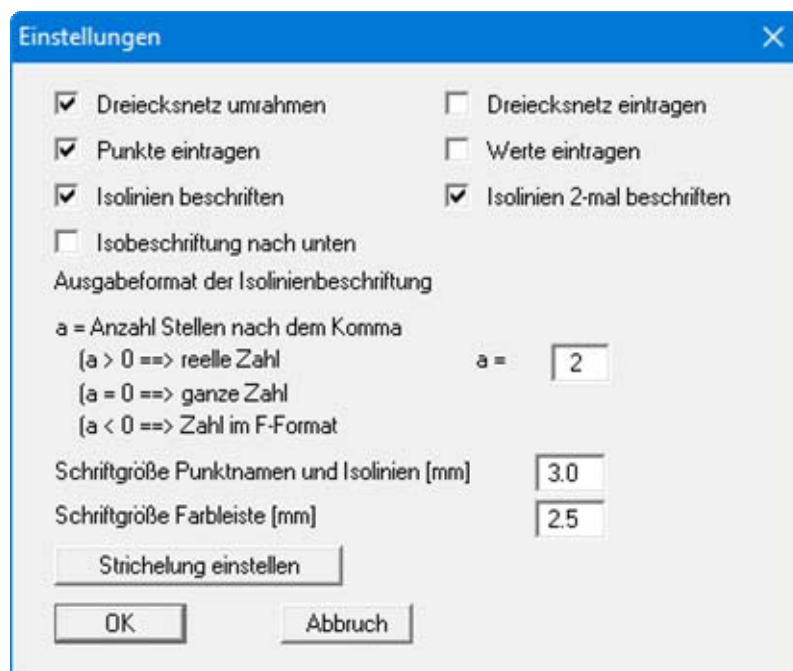 Einstellungen
Dreiecksnetz umrahmen
Dreiecksnetz eintragen
Punkte eintragen
Werte eintragen
Isolinien beschriften
Isolinien 2-mal beschriften
Isobeschriftung nach unten
Ausgabeformat der Isolinienbeschriftung
a = Anzahl Stellen nach dem Komma
(a > 0 ==> reelle Zahl
a = 2
(a = 0 ==> ganze Zahl
(a < 0 ==> Zahl im F-Format
Schriftgröße Punktnamen und Isolinien [mm] 3.0
Schriftgröße Farbleiste [mm] 2.5
Strichelung einstellen
OK
Abbruch